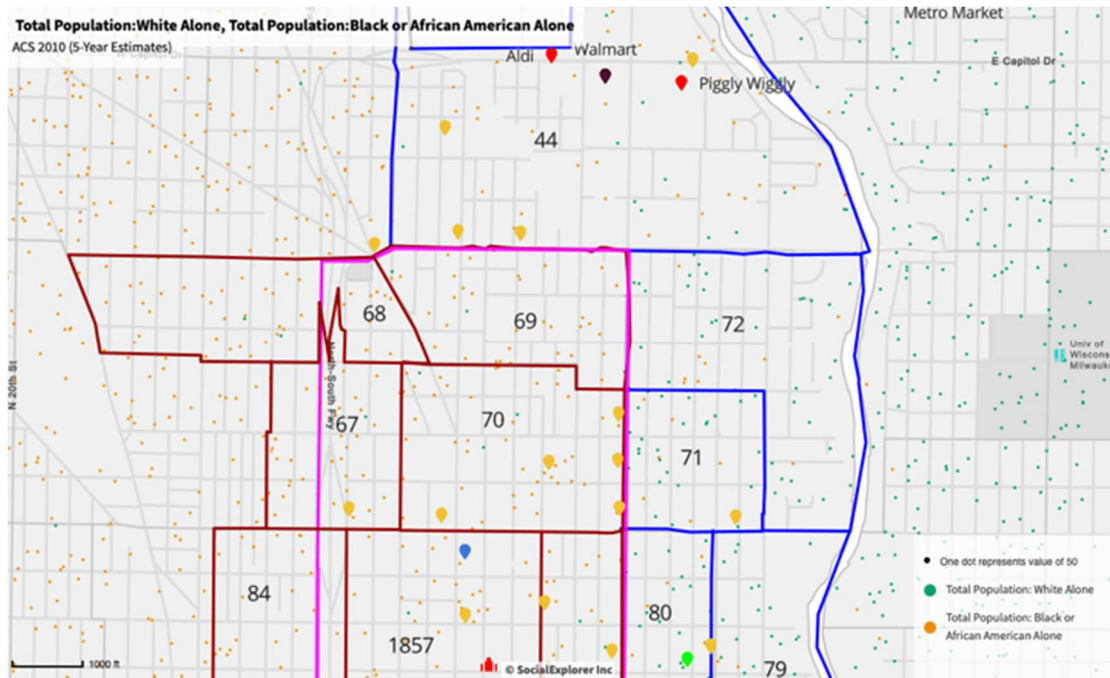 Total Population:White Alone, Total Population:Black or African American Alone
ACS 2010 (5-Year Estimates)
Metro Market
Aldi
Walmart
E Capitol Dr
Piggly Wiggly
44
68
69
72
Univ of
Wiscons
Milwauk
N 20th St
North-South Fwy
67
70
71
84
80
1857
79
One dot represents value of 50
Total Population: White Alone
Total Population: Black or
African American Alone
1000 ft
© SocialExplorer Inc